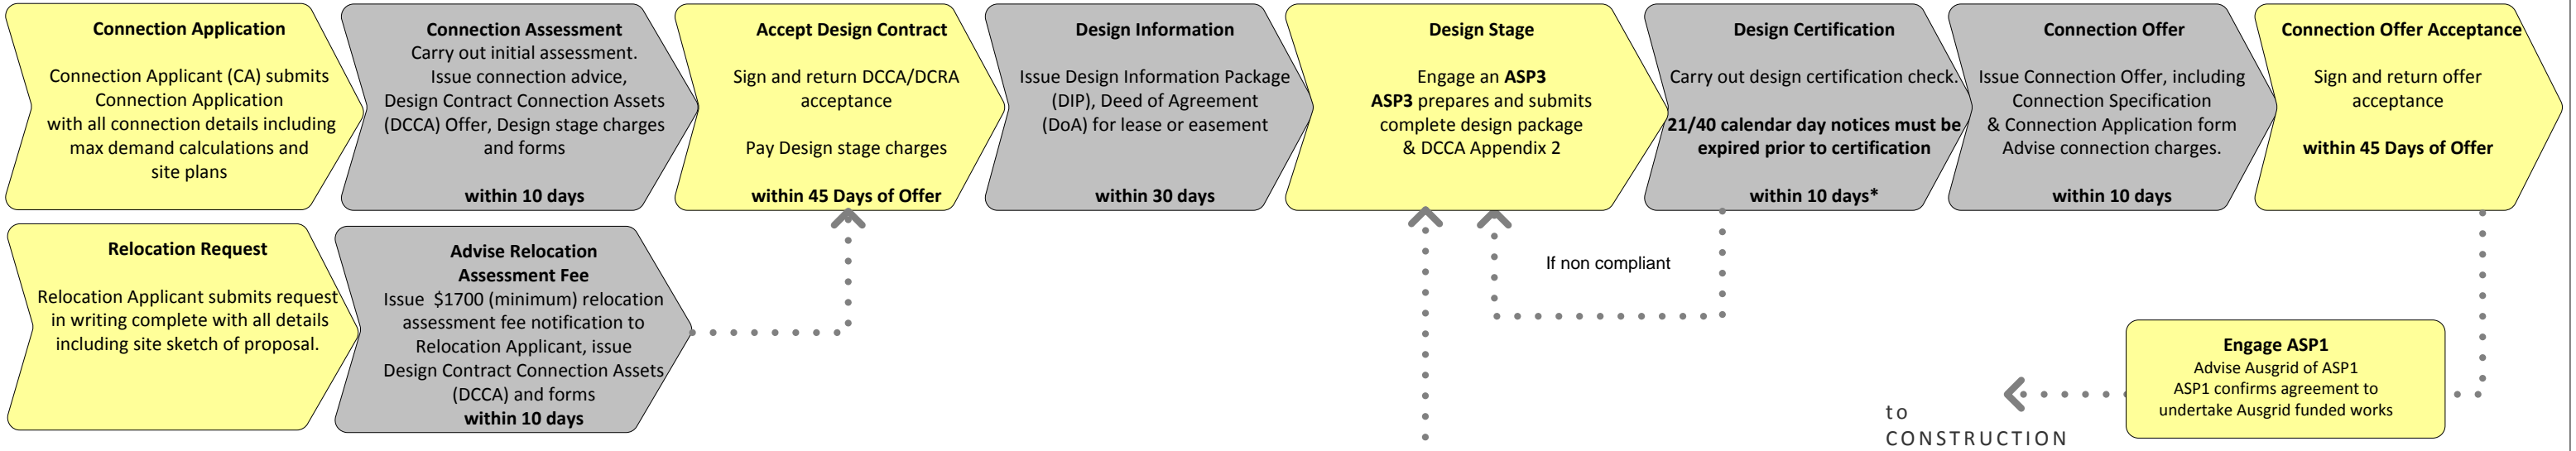 Connection Application
Connection Applicant (CA) submits
Connection Application
with all connection details including
max demand calculations and
site plans
Connection Assessment
Carry out initial assessment.
Issue connection advice,
Design Contract Connection Assets
(DCCA) Offer, Design stage charges
and forms
within 10 days
Accept Design Contract
Sign and return DCCA/DCRA
acceptance
Pay Design stage charges
within 45 Days of Offer
Design Information
Issue Design Information Package
(DIP), Deed of Agreement
(DoA) for lease or easement
within 30 days
Design Stage
Engage an ASP3
ASP3 prepares and submits
complete design package
& DCCA Appendix 2
Design Certification
Carry out design certification check.
21/40 calendar day notices must be
expired prior to certification
within 10 days*
Connection Offer
Issue Connection Offer, including
Connection Specification
& Connection Application form
Advise connection charges.
within 10 days
Connection Offer Acceptance
Sign and return offer
acceptance
within 45 Days of Offer
Relocation Request
Relocation Applicant submits request
in writing complete with all details
including site sketch of proposal.
Advise Relocation
Assessment Fee
Issue $1700 (minimum) relocation
assessment fee notification to
Relocation Applicant, issue
Design Contract Connection Assets
(DCCA) and forms
within 10 days
If non compliant
Engage ASP1
Advise Ausgrid of ASP1
ASP1 confirms agreement to
undertake Ausgrid funded works
to
CONSTRUCTION